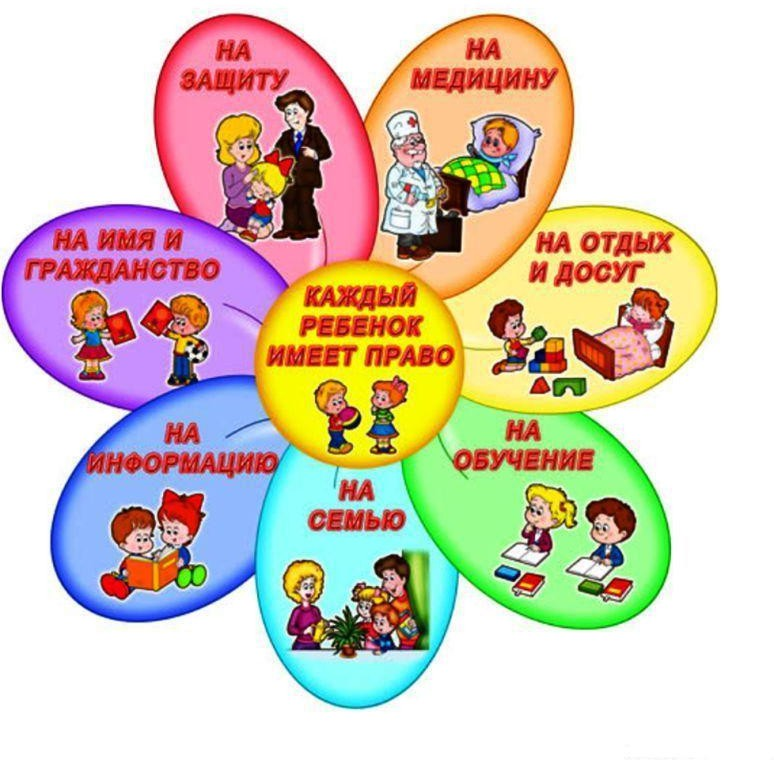 КАЖДЫЙ
РЕБЕНОК
ИМЕЕТ ПРАВО
НА
ЗАЩИТУ
НА
МЕДИЦИНУ
НА ОТДЫХ
И ДОСУГ
НА
ОБУЧЕНИЕ
НА
СЕМЬЮ
НА
ИНФОРМАЦИЮ
НА ИМЯ И
ГРАЖДАНСТВО